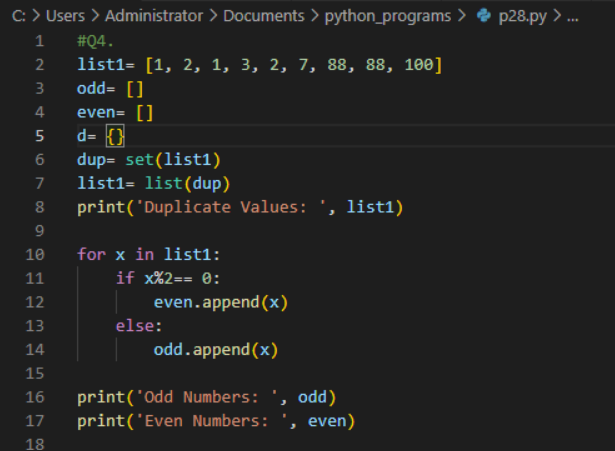 C: > Users > Administrator > Documents > python_programs > p28.py > ...
1 #Q4.
2 list1= [1, 2, 1, 3, 2, 7, 88, 88, 100]
3 odd= []
4 even= []
5 d= {}
6 dup= set(list1)
7 list1= list(dup)
8 print('Duplicate Values: ', list1)
9
10 for x in list1:
11     if x%2== 0:
12         even.append(x)
13     else:
14         odd.append(x)
15
16 print('Odd Numbers: ', odd)
17 print('Even Numbers: ', even)
18